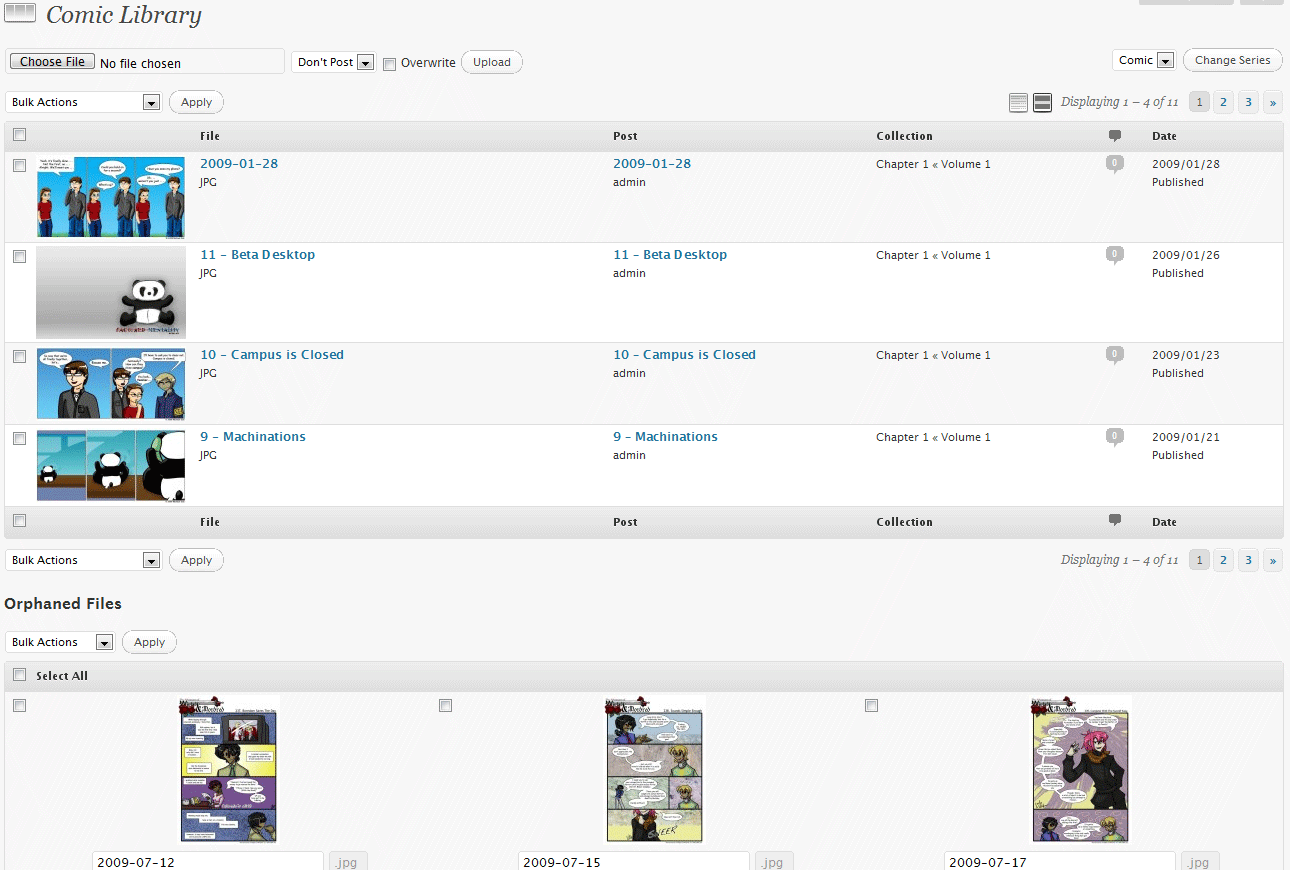 Comic Library
Choose File No file chosen Don't Post Overwrite Upload Comic Change Series
Bulk Actions Apply Displaying 1 – 4 of 11 1 2 3 »
File Post Collection Date
2009-01-28 2009-01-28 Chapter 1 « Volume 1 0 2009/01/28
JPG admin Published
11 – Beta Desktop 11 – Beta Desktop Chapter 1 « Volume 1 0 2009/01/26
JPG admin Published
10 – Campus is Closed 10 – Campus is Closed Chapter 1 « Volume 1 0 2009/01/23
JPG admin Published
9 – Machinations 9 – Machinations Chapter 1 « Volume 1 0 2009/01/21
JPG admin Published
File Post Collection Date
Bulk Actions Apply Displaying 1 – 4 of 11 1 2 3 »
Orphaned Files
Bulk Actions Apply
Select All
2009-07-12 .jpg 2009-07-15 .jpg 2009-07-17 .jpg